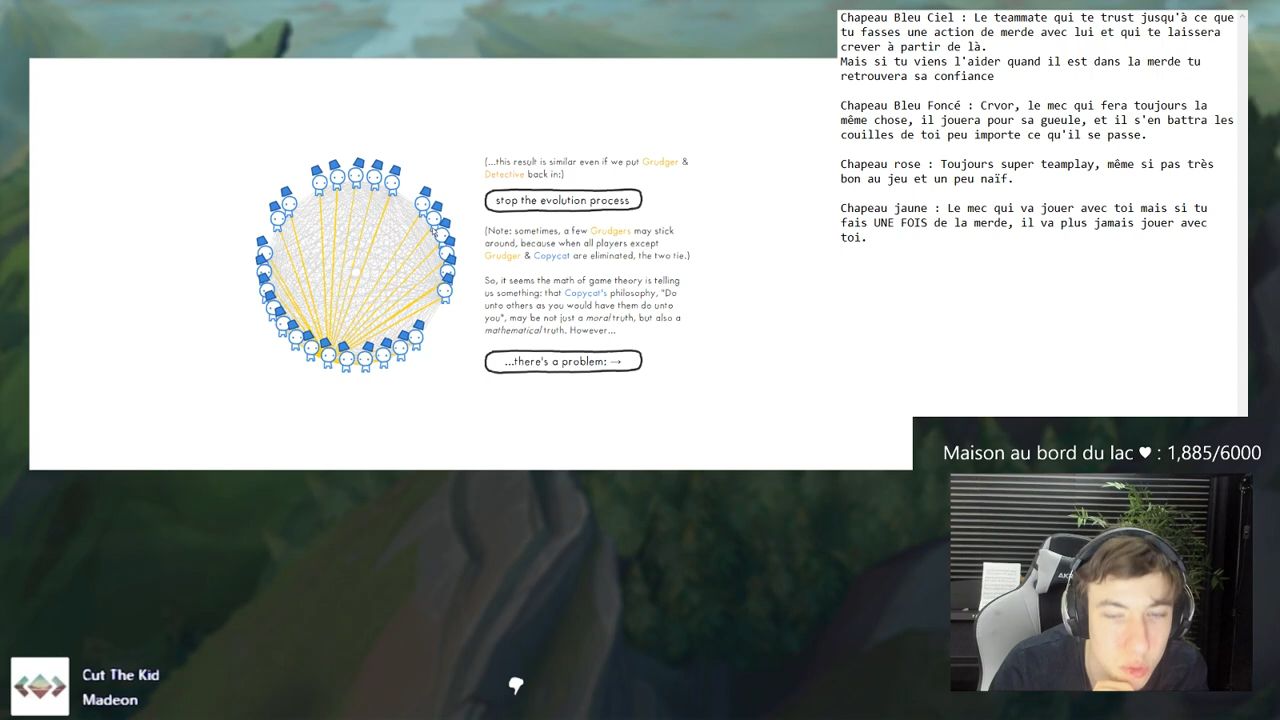 Chapeau Bleu Ciel : Le teammate qui te trust jusqu'à ce que
tu fasses une action de merde avec lui et qui te laissera
crever à partir de là.
Mais si tu viens l'aider quand il est dans la merde tu
retrouvera sa confiance
Chapeau Bleu Foncé : Crvor, le mec qui fera toujours la
même chose, il jouera pour sa gueule, et il s'en battra les
couilles de toi peu importe ce qu'il se passe.
Chapeau rose : Toujours super teamplay, même si pas très
bon au jeu et un peu naïf.
Chapeau jaune : Le mec qui va jouer avec toi mais si tu
fais UNE FOIS de la merde, il va plus jamais jouer avec
toi.
(...this result is similar even if we put Grudger &
Detective back in:)
stop the evolution process
(Note: sometimes, a few Grudgers may stick
around, because when all players except
Grudger & Copycat are eliminated, the two tie.)
So, it seems the math of game theory is telling
us something: that Copycat's philosophy, "Do
unto others as you would have them do unto
you", may be not just a moral truth, but also a
mathematical truth. However...
...there's a problem: →
Maison au bord du lac ♥ : 1,885/6000
Cut The Kid
Madeon